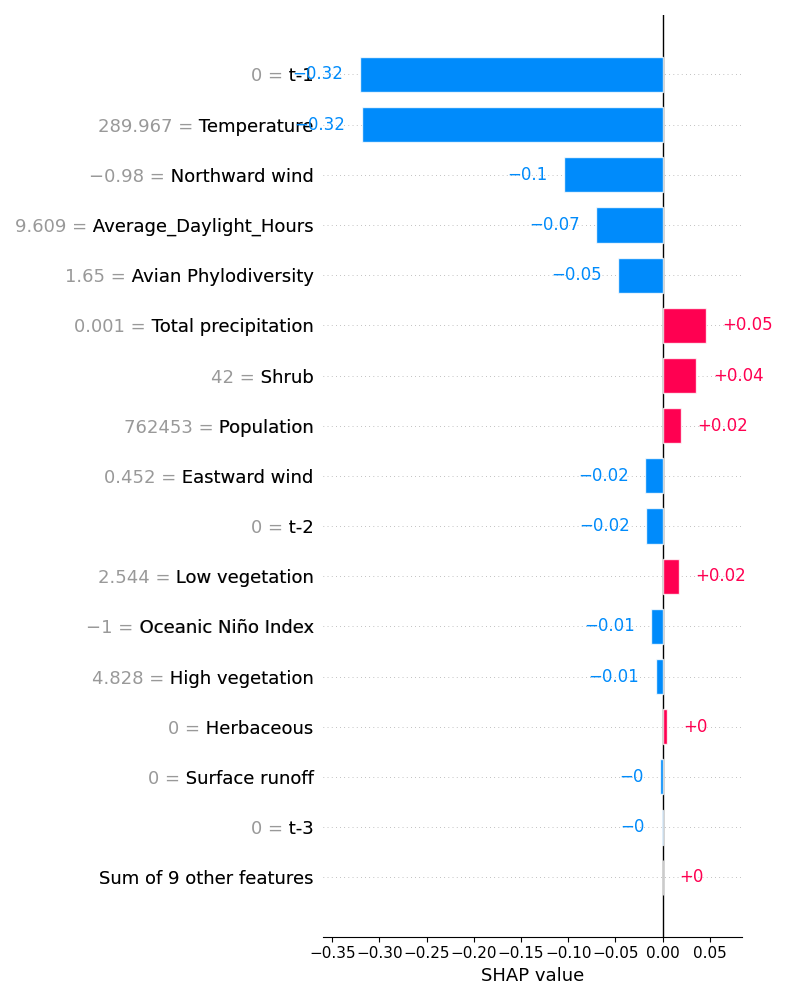 0 = t-1 −0.32
289.967 = Temperature −0.32
−0.98 = Northward wind −0.1
9.609 = Average_Daylight_Hours −0.07
1.65 = Avian Phylodiversity −0.05
0.001 = Total precipitation +0.05
42 = Shrub +0.04
762453 = Population +0.02
0.452 = Eastward wind −0.02
0 = t-2 −0.02
2.544 = Low vegetation +0.02
−1 = Oceanic Niño Index −0.01
4.828 = High vegetation −0.01
0 = Herbaceous +0
0 = Surface runoff −0
0 = t-3 −0
Sum of 9 other features +0
−0.35 −0.30 −0.25 −0.20 −0.15 −0.10 −0.05 0.00 0.05
SHAP value